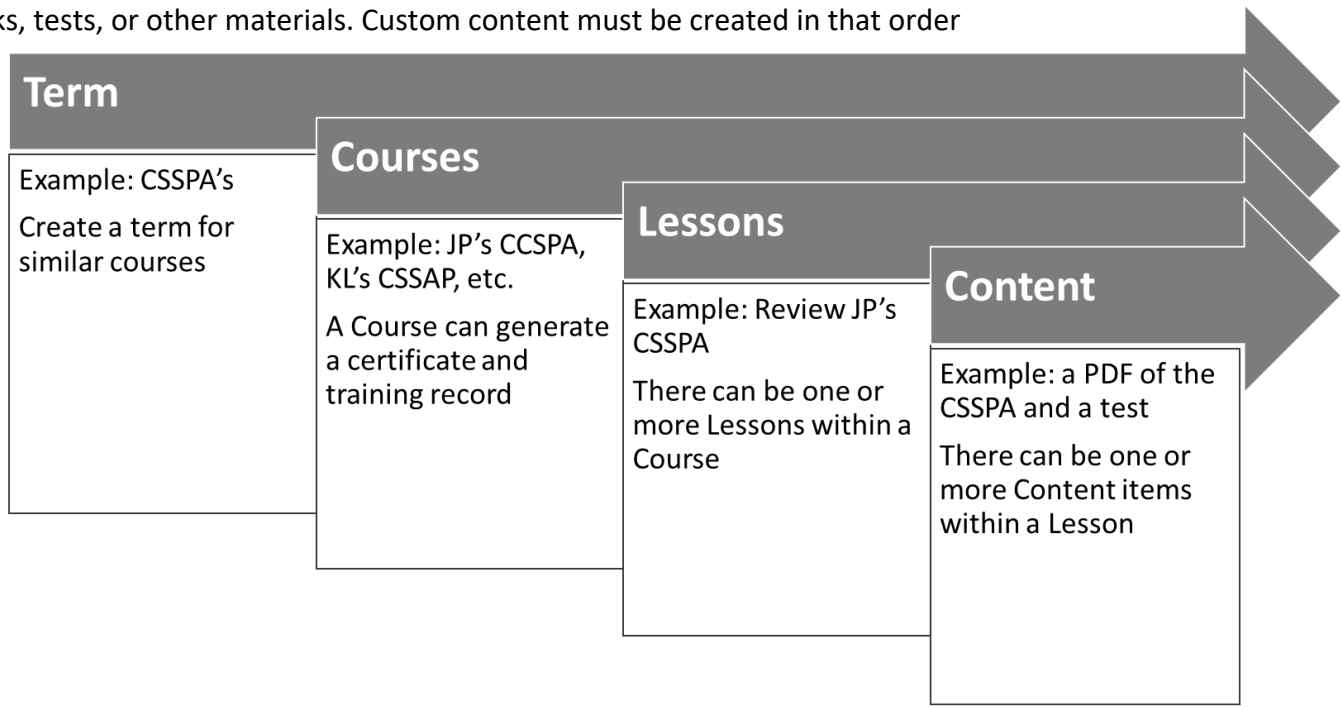 ks, tests, or other materials. Custom content must be created in that order
Term
Example: CSSPA’s
Create a term for
similar courses
Courses
Example: JP’s CCSPA,
KL’s CSSAP, etc.
A Course can generate
a certificate and
training record
Lessons
Example: Review JP’s
CSSPA
There can be one or
more Lessons within a
Course
Content
Example: a PDF of the
CSSPA and a test
There can be one or
more Content items
within a Lesson